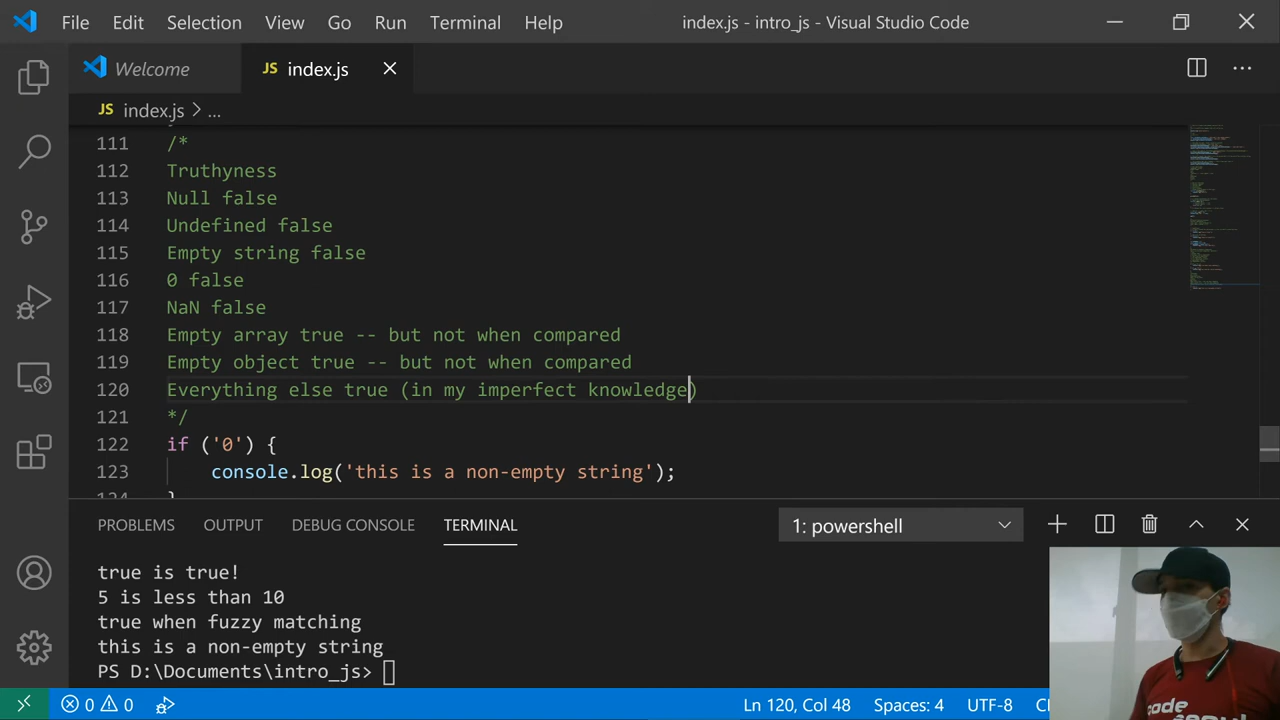 File Edit Selection View Go Run Terminal Help index.js - intro_js - Visual Studio Code
Welcome JS index.js
JS index.js > ...
111 /*
112 Truthyness
113 Null false
114 Undefined false
115 Empty string false
116 0 false
117 NaN false
118 Empty array true -- but not when compared
119 Empty object true -- but not when compared
120 Everything else true (in my imperfect knowledge)
121 */
122 if ('0') {
123 console.log('this is a non-empty string');
PROBLEMS OUTPUT DEBUG CONSOLE TERMINAL 1: powershell
true is true!
5 is less than 10
true when fuzzy matching
this is a non-empty string
PS D:\Documents\intro_js>
0 0 Ln 120, Col 48 Spaces: 4 UTF-8
code